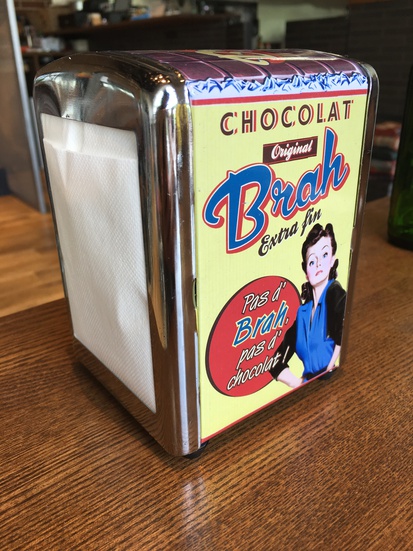 CHOCOLAT
Original
Brah
Extra fin
Pas d'
Brah,
pas d'
chocolat!